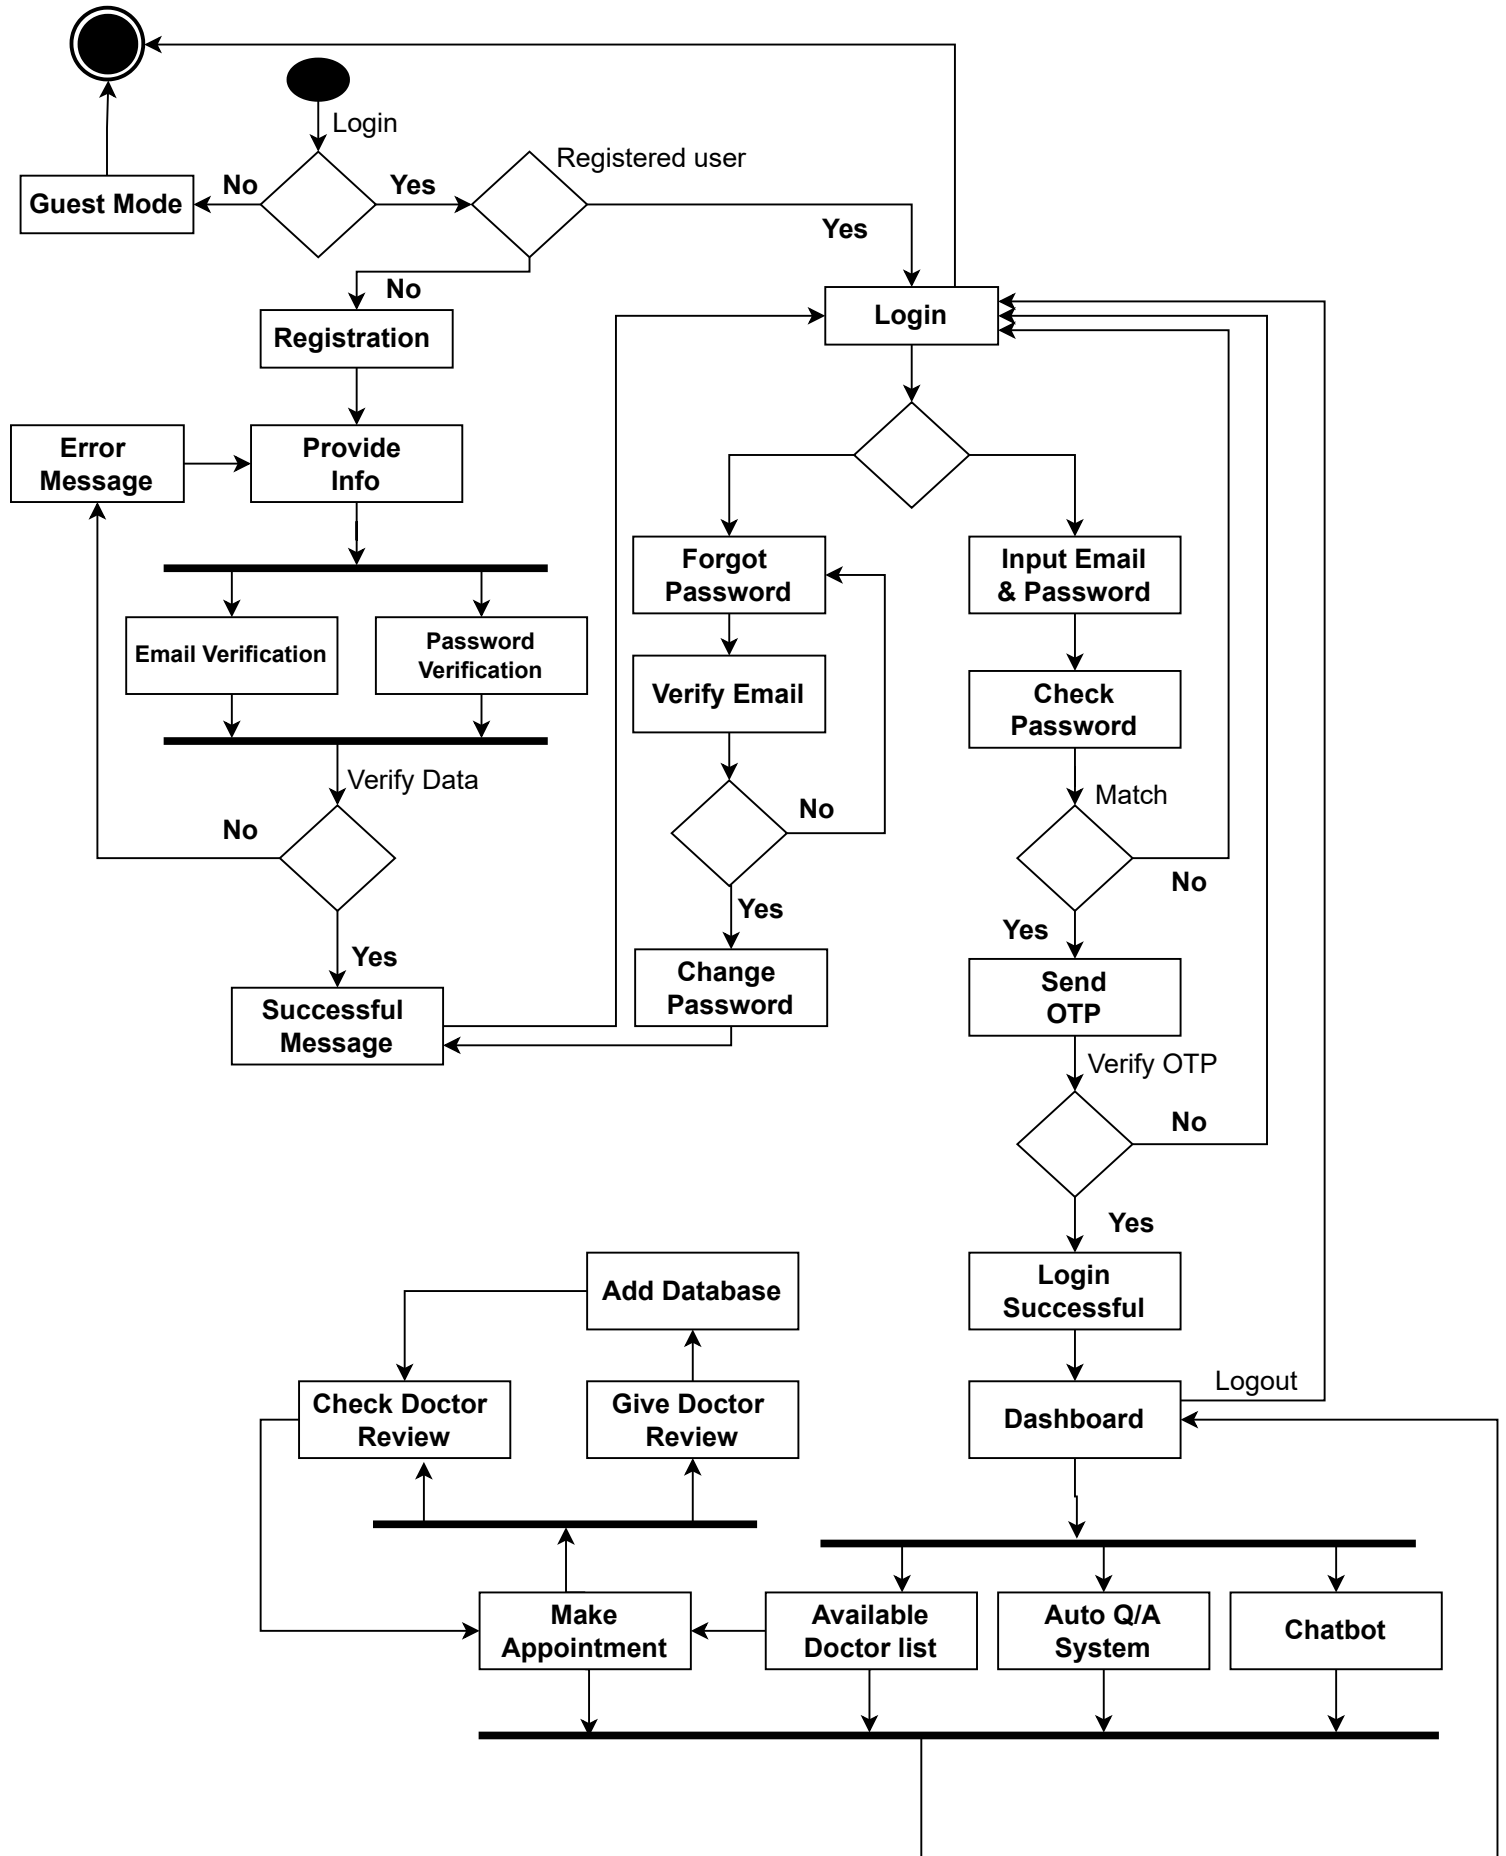 Login
Registered user
No
Yes
Guest Mode
Yes
No
Login
Registration
Error
Message
Provide
Info
Forgot
Password
Input Email
& Password
Email Verification
Password
Verification
Verify Email
Check
Password
Verify Data
Match
No
No
No
Yes
Yes
Yes
Successful
Message
Change
Password
Send
OTP
Verify OTP
No
Yes
Add Database
Login
Successful
Logout
Check Doctor
Review
Give Doctor
Review
Dashboard
Make
Appointment
Available
Doctor list
Auto Q/A
System
Chatbot